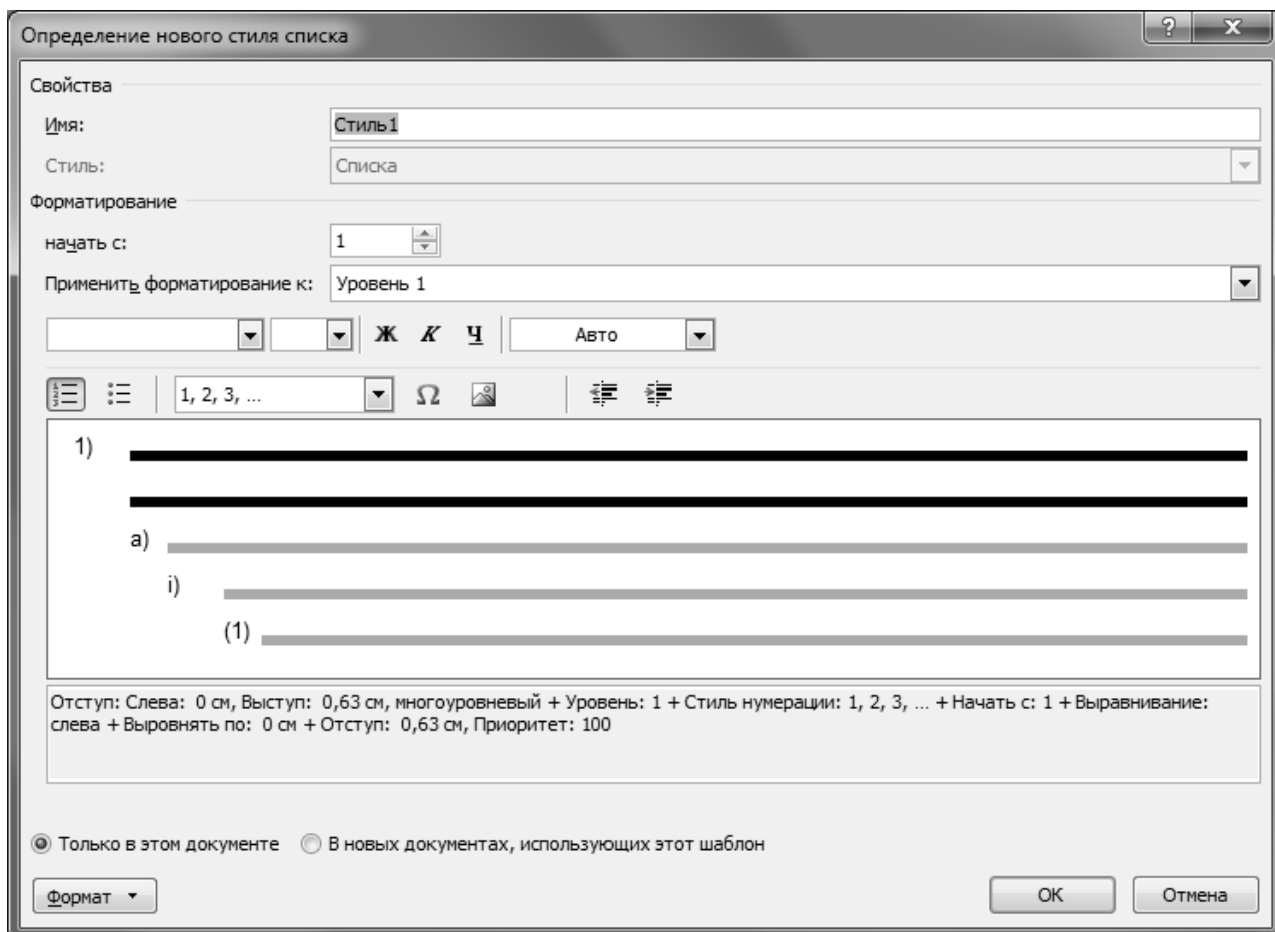 Определение нового стиля списка
Свойства
Имя: Стиль1
Стиль: Списка
Форматирование
начать с: 1
Применить форматирование к: Уровень 1
Ж К Ч Авто
1, 2, 3, ... Ω
1)
a)
i)
(1)
Отступ: Слева: 0 см, Выступ: 0,63 см, многоуровневый + Уровень: 1 + Стиль нумерации: 1, 2, 3, ... + Начать с: 1 + Выравнивание:
слева + Выровнять по: 0 см + Отступ: 0,63 см, Приоритет: 100
Только в этом документе В новых документах, использующих этот шаблон
Формат ОК Отмена